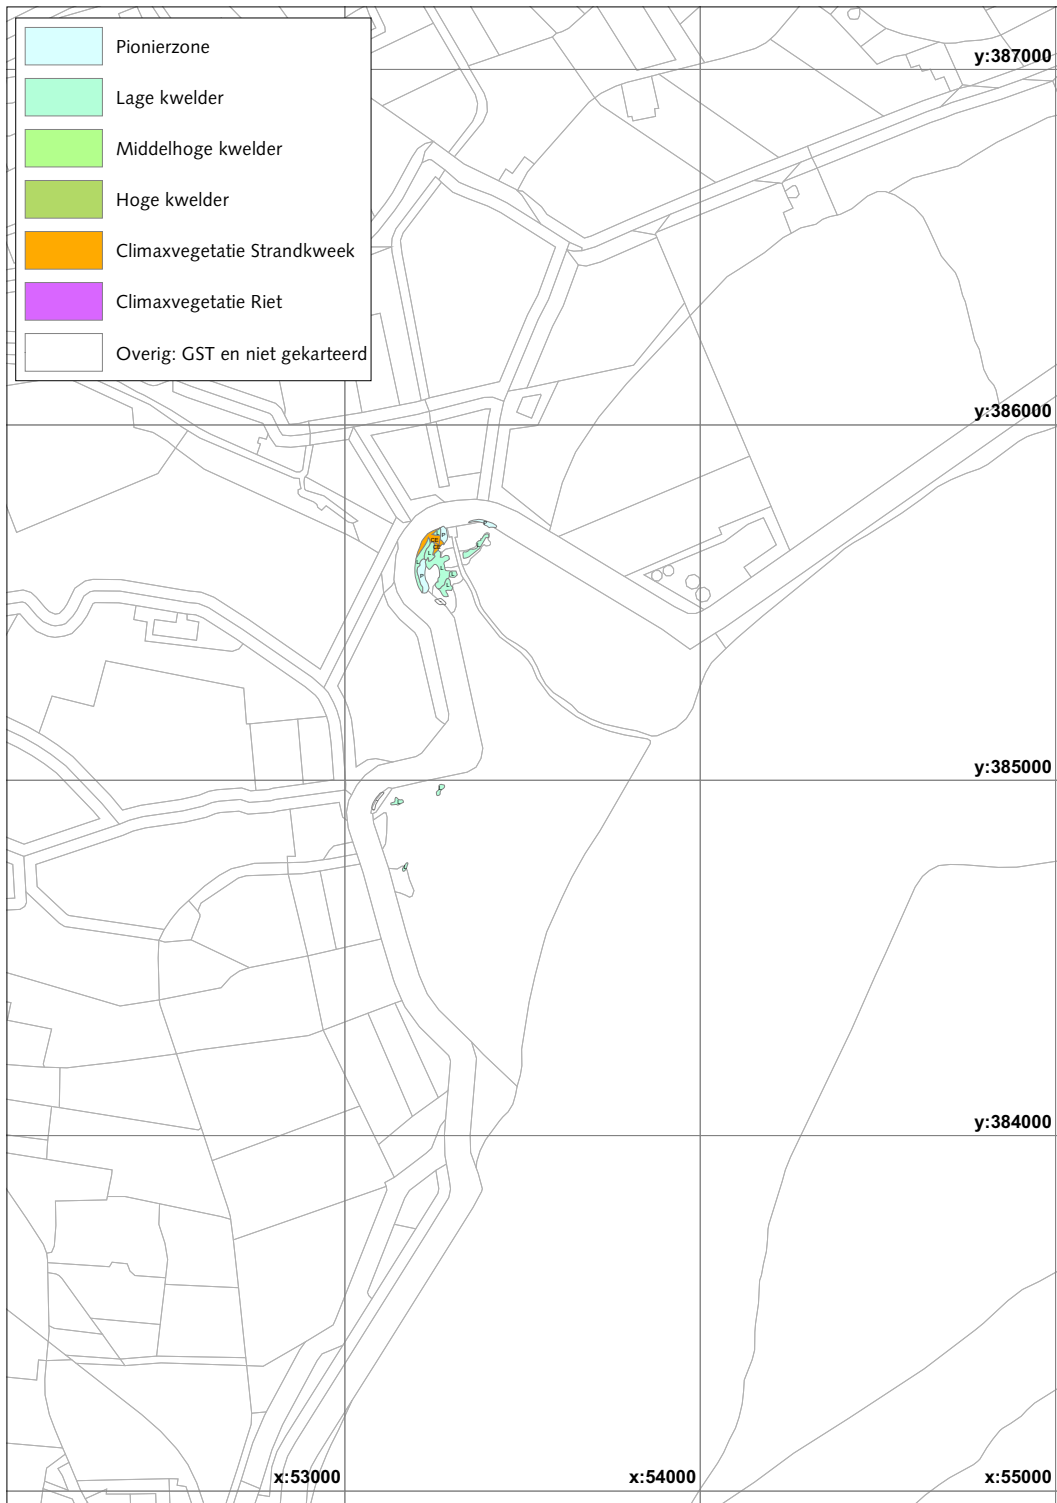 Pionierzone
Lage kwelder
Middelhoge kwelder
Hoge kwelder
Climaxvegetatie Strandkweek
Climaxvegetatie Riet
Overig: GST en niet gekarteerd
y:387000
y:386000
y:385000
y:384000
x:53000
x:54000
x:55000